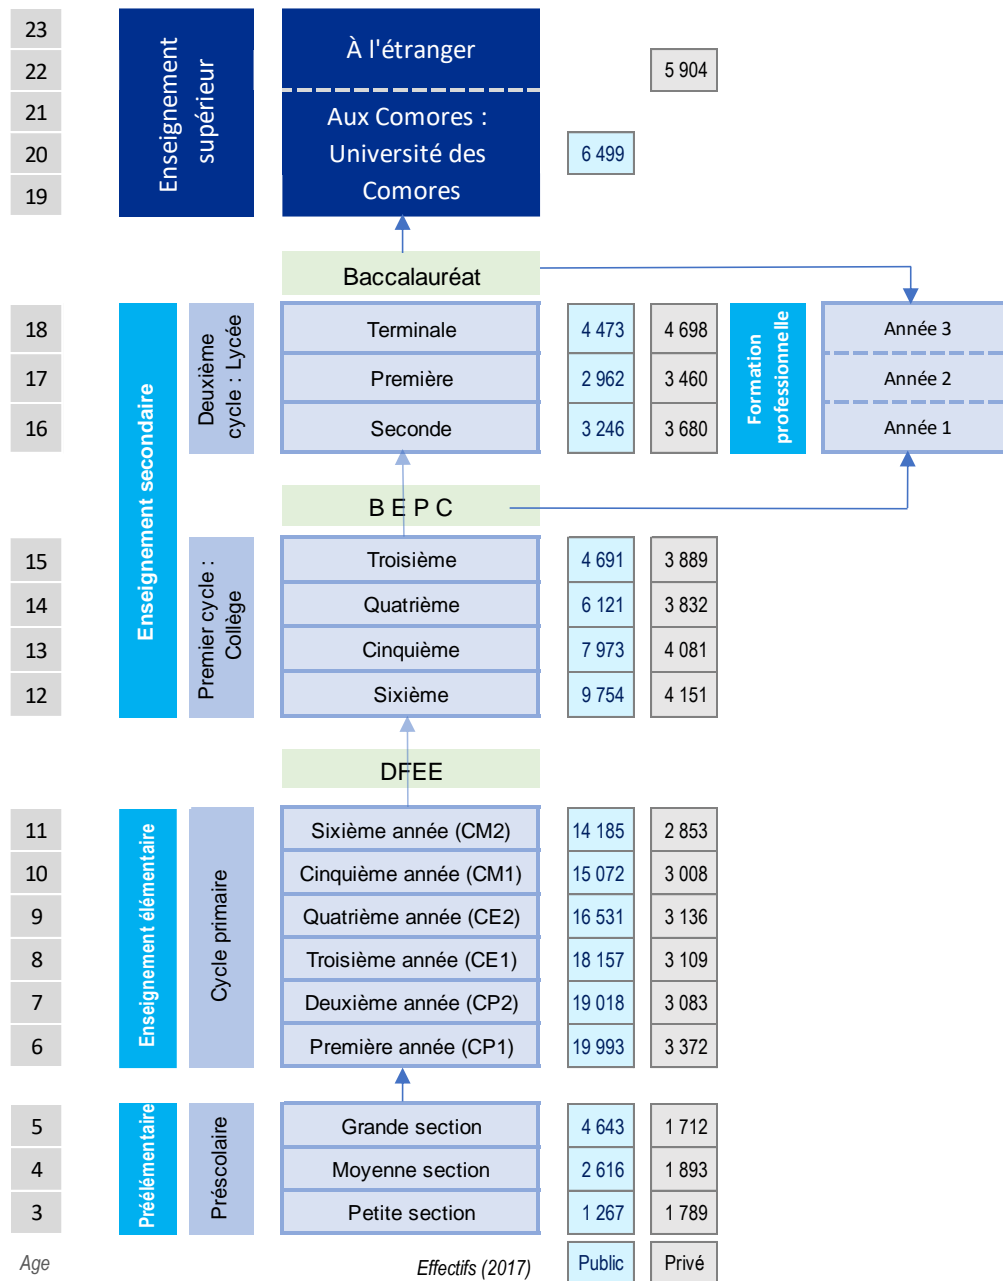 23
Enseignement
supérieur
À l'étranger
22
5 904
21
Aux Comores :
Université des
Comores
20
6 499
19
Baccalauréat
Enseignement secondaire
Deuxième
cycle : Lycée
18
Terminale
4 473
4 698
Formation
professionnelle
Année 3
17
Première
2 962
3 460
Année 2
16
Seconde
3 246
3 680
Année 1
B E P C
Premier cycle :
Collège
15
Troisième
4 691
3 889
14
Quatrième
6 121
3 832
13
Cinquième
7 973
4 081
12
Sixième
9 754
4 151
DFEE
Enseignement élémentaire
Cycle primaire
11
Sixième année (CM2)
14 185
2 853
10
Cinquième année (CM1)
15 072
3 008
9
Quatrième année (CE2)
16 531
3 136
8
Troisième année (CE1)
18 157
3 109
7
Deuxième année (CP2)
19 018
3 083
6
Première année (CP1)
19 993
3 372
Préélémentaire
Préscolaire
5
Grande section
4 643
1 712
4
Moyenne section
2 616
1 893
3
Petite section
1 267
1 789
Age
Effectifs (2017)
Public
Privé